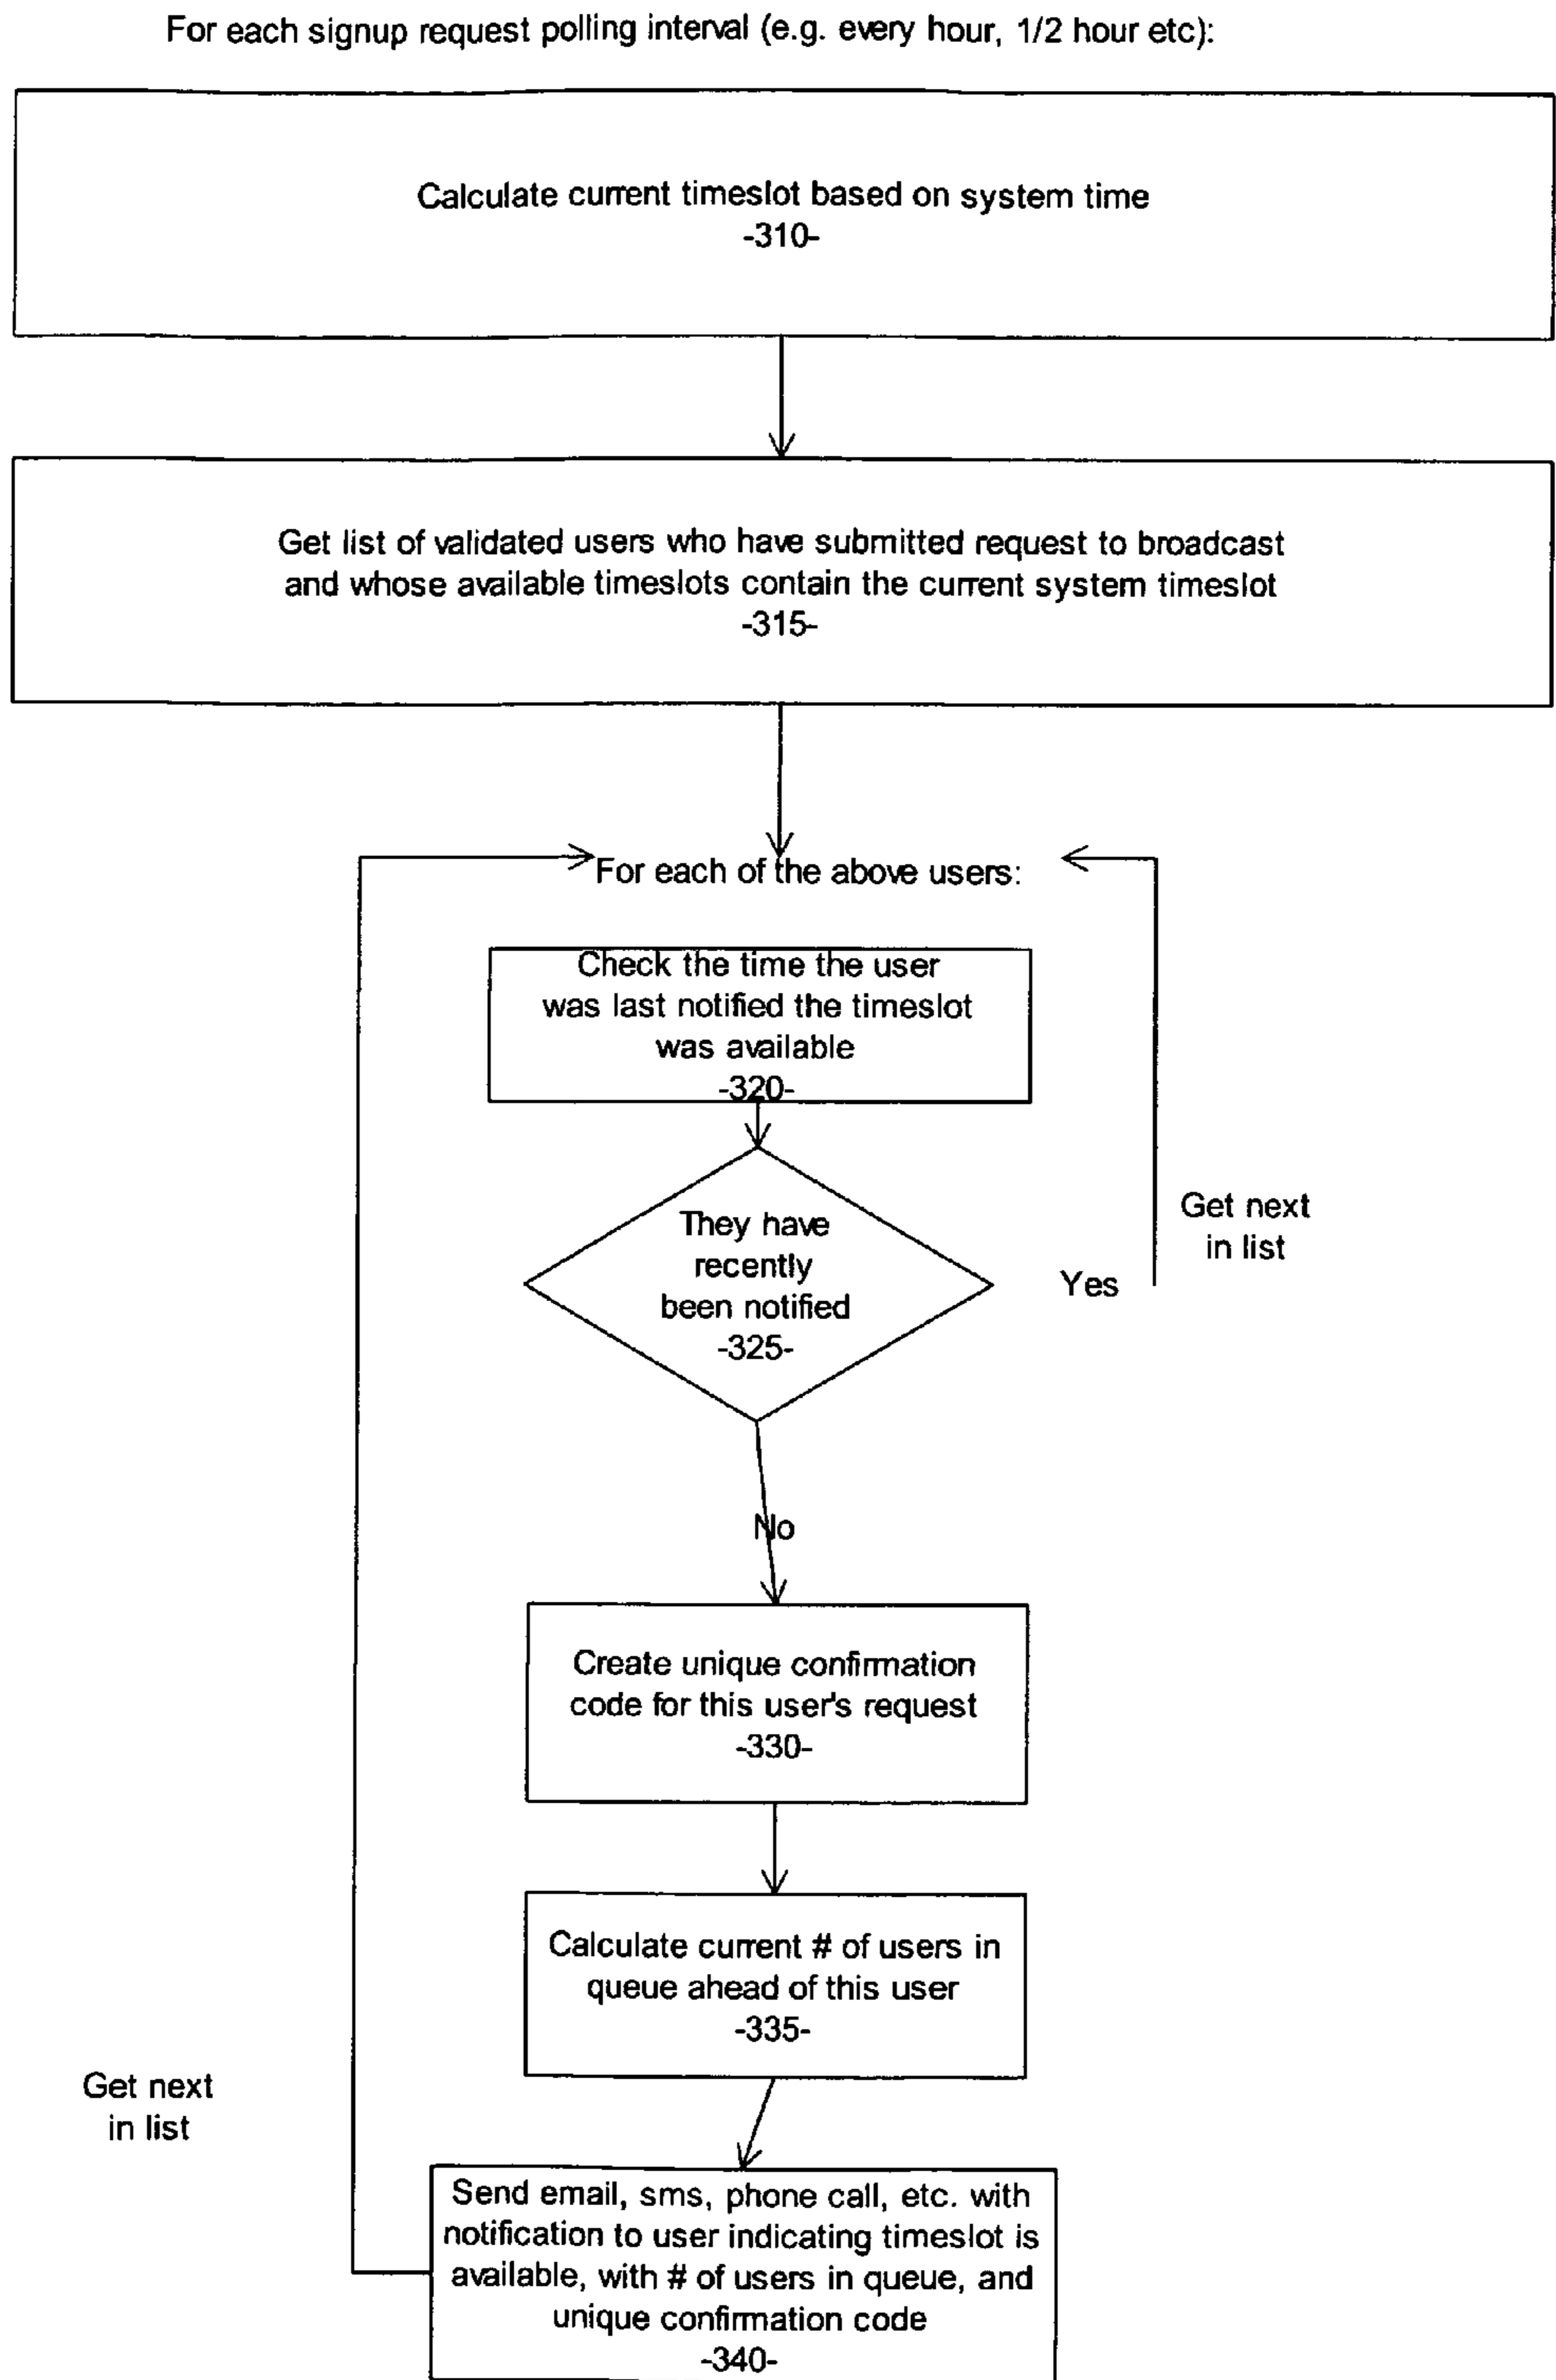 For each signup request polling interval (e.g. every hour, 1/2 hour etc):
Calculate current timeslot based on system time
-310-
Get list of validated users who have submitted request to broadcast
and whose available timeslots contain the current system timeslot
-315-
For each of the above users:
Check the time the user
was last notified the timeslot
was available
-320-
They have
recently
been notified
-325-
Yes
Get next
in list
No
Create unique confirmation
code for this user's request
-330-
Calculate current # of users in
queue ahead of this user
-335-
Get next
in list
Send email, sms, phone call, etc. with
notification to user indicating timeslot is
available, with # of users in queue, and
unique confirmation code
-340-